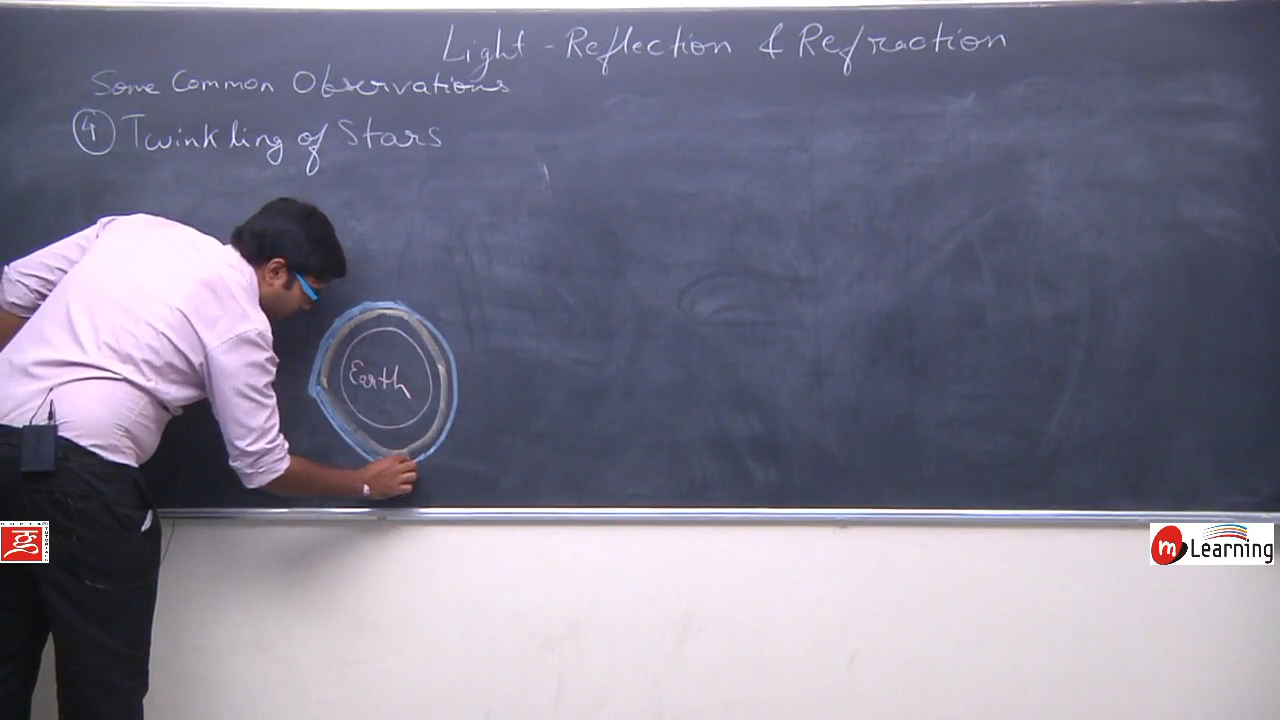 Light - Reflection & Refraction
Some Common Observations
④ Twinkling of Stars
Earth
m Learning